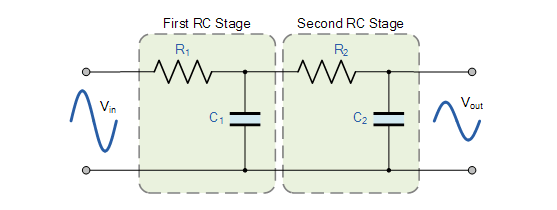 First RC Stage
Second RC Stage
R₁
R₂
Vin
C₁
C₂
Vout